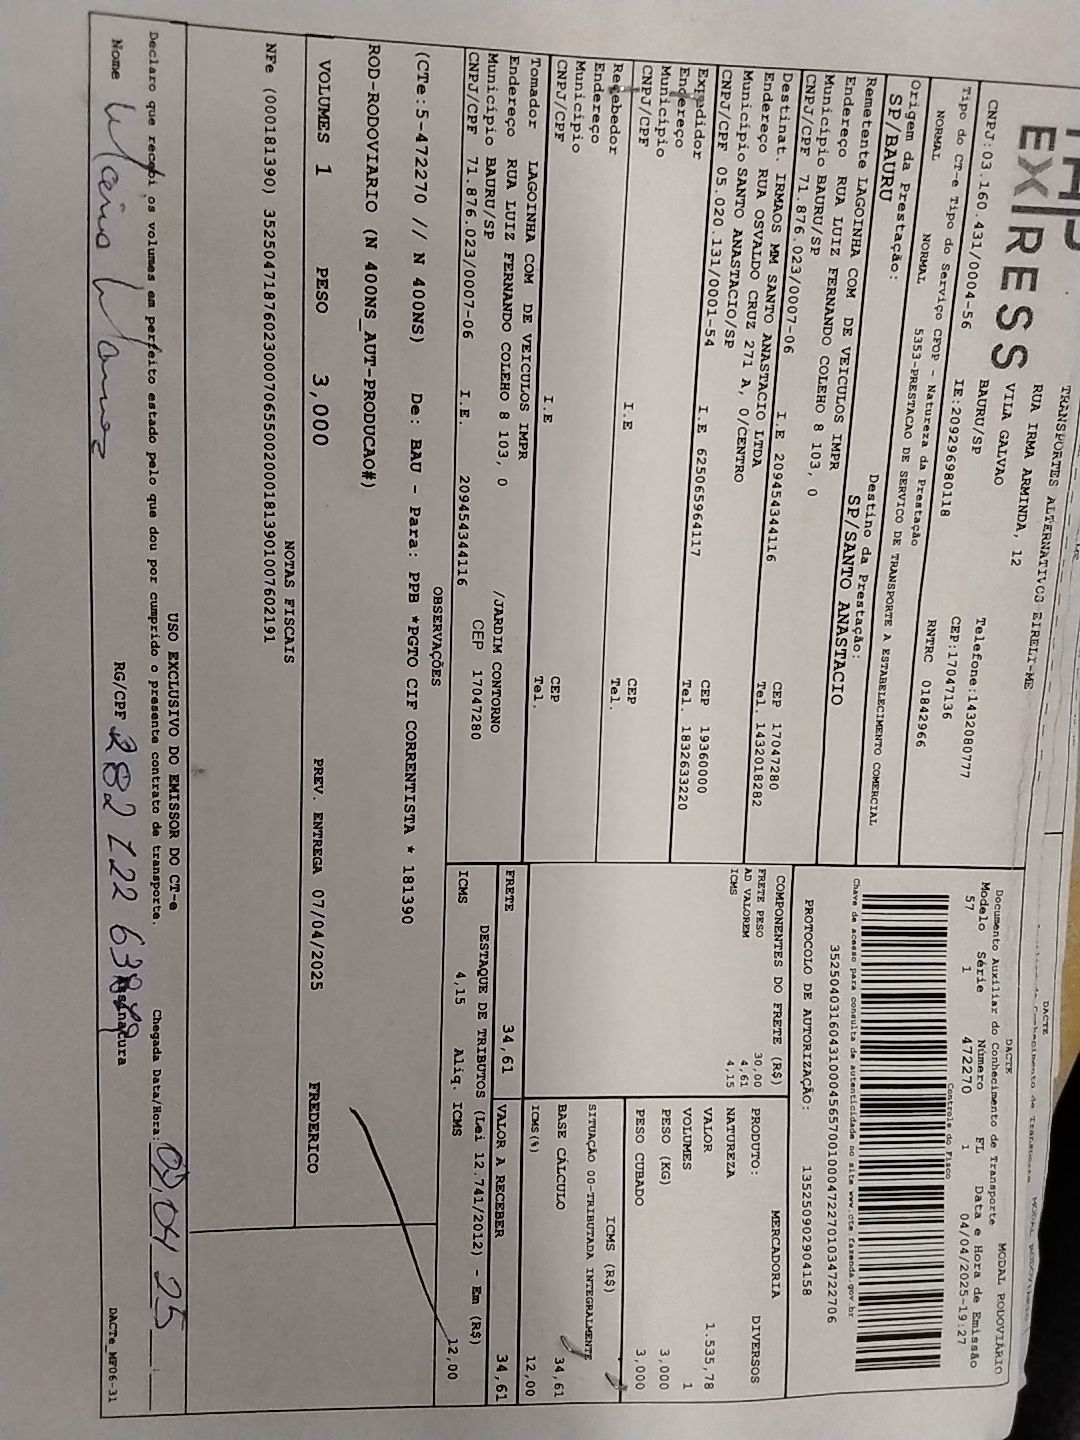 EXPRESS
TRANSPORTES ALTERNATIVOS EIRELI-ME
RUA IRMA ARMINDA, 12
VILA GALVAO
BAURU/SP
Telefone:1432080777
CNPJ:03.160.431/0004-56 IE:209296980118 CEP:17047136
Tipo do CT-e Tipo do Serviço CFOP - Natureza da Prestação RNTRC 01842966
NORMAL NORMAL 5353-PRESTACAO DE SERVICO DE TRANSPORTE A ESTABELECIMENTO COMERCIAL
Origem da Prestação: Destino da Prestação:
SP/BAURU SP/SANTO ANASTACIO
Remetente LAGOINHA COM DE VEICULOS IMPR
Endereço RUA LUIZ FERNANDO COLEHO 8 103, 0
Município BAURU/SP CEP 17047280
CNPJ/CPF 71.876.023/0007-06 I.E 209454344116 Tel. 1432018282
Destinat. IRMAOS MM SANTO ANASTACIO LTDA
Endereço RUA OSVALDO CRUZ 271 A, 0/CENTRO
Município SANTO ANASTACIO/SP CEP 19360000
CNPJ/CPF 05.020.131/0001-54 I.E 625065964117 Tel. 1832633220
Expedidor
Endereço
Município CEP
CNPJ/CPF I.E Tel.
Recebedor
Endereço
Município CEP
CNPJ/CPF I.E Tel.
Tomador LAGOINHA COM DE VEICULOS IMPR
Endereço RUA LUIZ FERNANDO COLEHO 8 103, 0 /JARDIM CONTORNO
Município BAURU/SP CEP 17047280
CNPJ/CPF 71.876.023/0007-06 I.E. 209454344116
DACTE
Documento Auxiliar do Conhecimento de Transporte MODAL RODOVIÁRIO
Modelo Série Número FL Data e Hora de Emissão
57 1 472270 1 04/04/2025-19:27
Controle do Fisco
Chave de acesso para consulta de autenticidade no site www.cte.fazenda.gov.br
35250403160431000456570010004722701034722706
PROTOCOLO DE AUTORIZAÇÃO: 135250902904158
COMPONENTES DO FRETE (R$)
FRETE PESO 30,00
AD VALOREM 4,61
ICMS 4,15
MERCADORIA
PRODUTO: DIVERSOS
NATUREZA
VALOR 1.535,78
VOLUMES 1
PESO (KG) 3,000
PESO CUBADO 3,000
ICMS (R$)
SITUAÇÃO 00-TRIBUTADA INTEGRALMENTE
BASE CÁLCULO 34,61
ICMS(%) 12,00
FRETE 34,61 VALOR A RECEBER 34,61
DESTAQUE DE TRIBUTOS (Lei 12.741/2012) - Em (R$)
ICMS 4,15 Aliq. ICMS 12,00
OBSERVAÇÕES
(CTe:5-472270 // N 400NS) De: BAU - Para: PPB *PGTO CIF CORRENTISTA * 181390
ROD-RODOVIARIO (N 400NS_AUT-PRODUCAO#)
VOLUMES 1 PESO 3,000 PREV. ENTREGA 07/04/2025 FREDERICO
NOTAS FISCAIS
NFe (000181390) 35250471876023000706550020001813901007602191
USO EXCLUSIVO DO EMISSOR DO CT-e
Declaro que recebi os volumes em perfeito estado pelo que dou por cumprido o presente contrato de transporte.
Chegada Data/Hora:
Nome RG/CPF Assinatura
DACTe_MF06-31